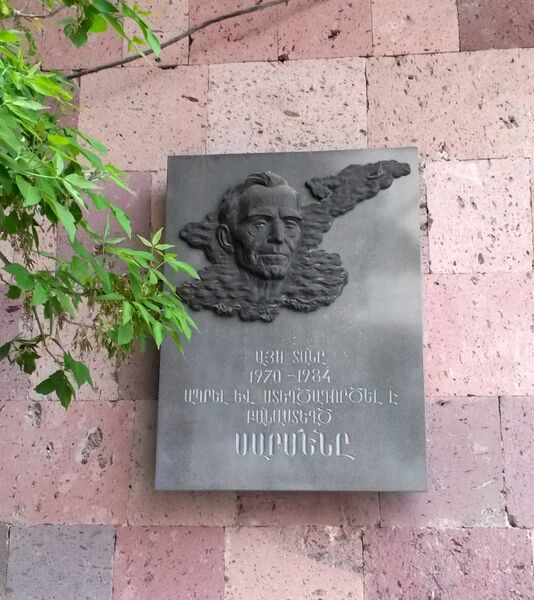 ԱՅՍ ՏԱՆԸ
1970-1984
ԱՊՐԵԼ ԵՎ ՍՏԵՂԾԱԳՈՐԾԵԼ Է
ԲԱՆԱՍՏԵՂԾ
ՍԱՐՄԵՆԸ